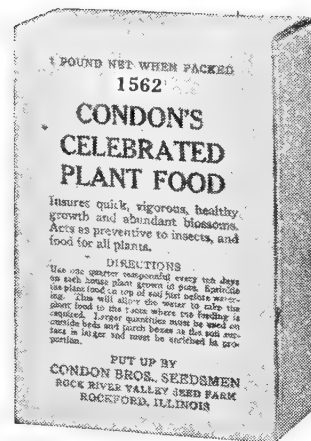 1 POUND NET WHEN PACKED
1562
CONDON'S
CELEBRATED
PLANT FOOD
Insures quick, vigorous, healthy
growth and abundant blossoms.
Acts as preventive to insects, and
food for all plants.
DIRECTIONS
Use one quarter teaspoonful every ten days
on each house plant grown in pots. Sprinkle
the plant food on top of soil just before water-
ing. This will allow the water to take the
plant food to the roots where the feeding is
required. Larger quantities must be used on
outside beds and porch boxes as the soil sur-
face is larger and must be enriched in pro-
portion.
PUT UP BY
CONDON BROS., SEEDSMEN
ROCK RIVER VALLEY SEED FARM
ROCKFORD, ILLINOIS